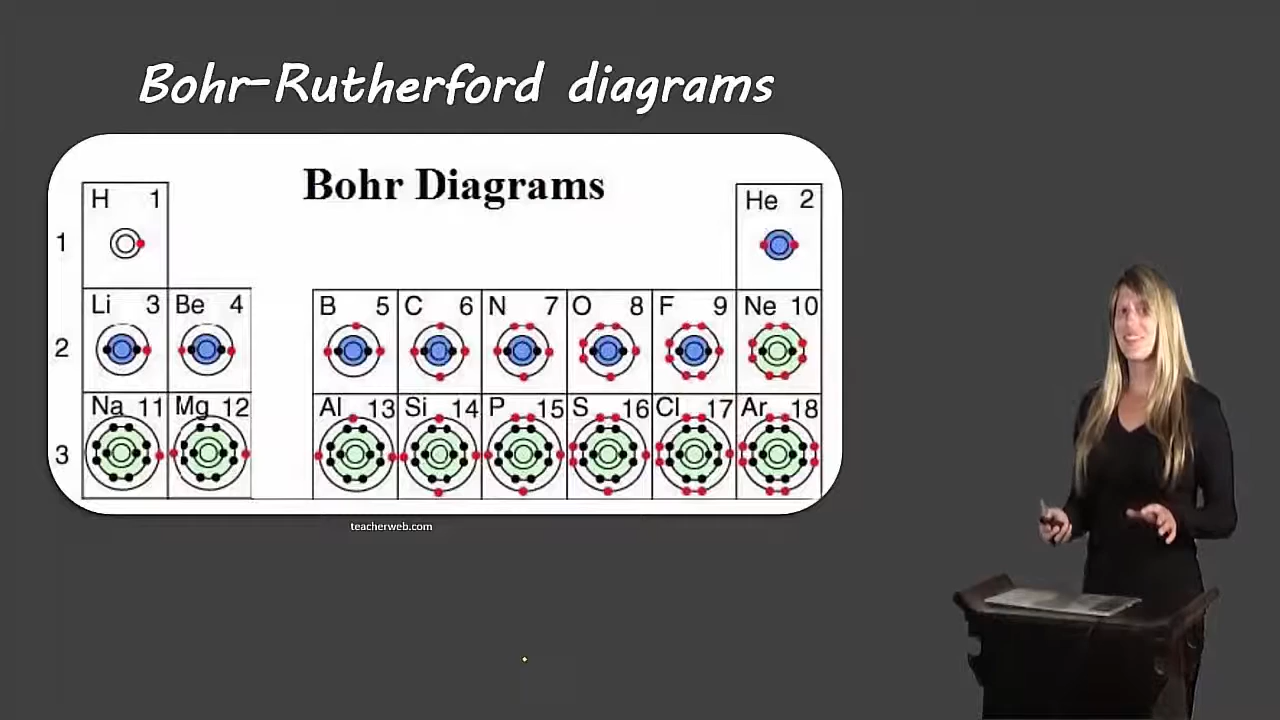 Bohr-Rutherford diagrams
Bohr Diagrams
H 1 He 2
1
Li 3 Be 4 B 5 C 6 N 7 O 8 F 9 Ne 10
2
Na 11 Mg 12 Al 13 Si 14 P 15 S 16 Cl 17 Ar 18
3
teacherweb.com